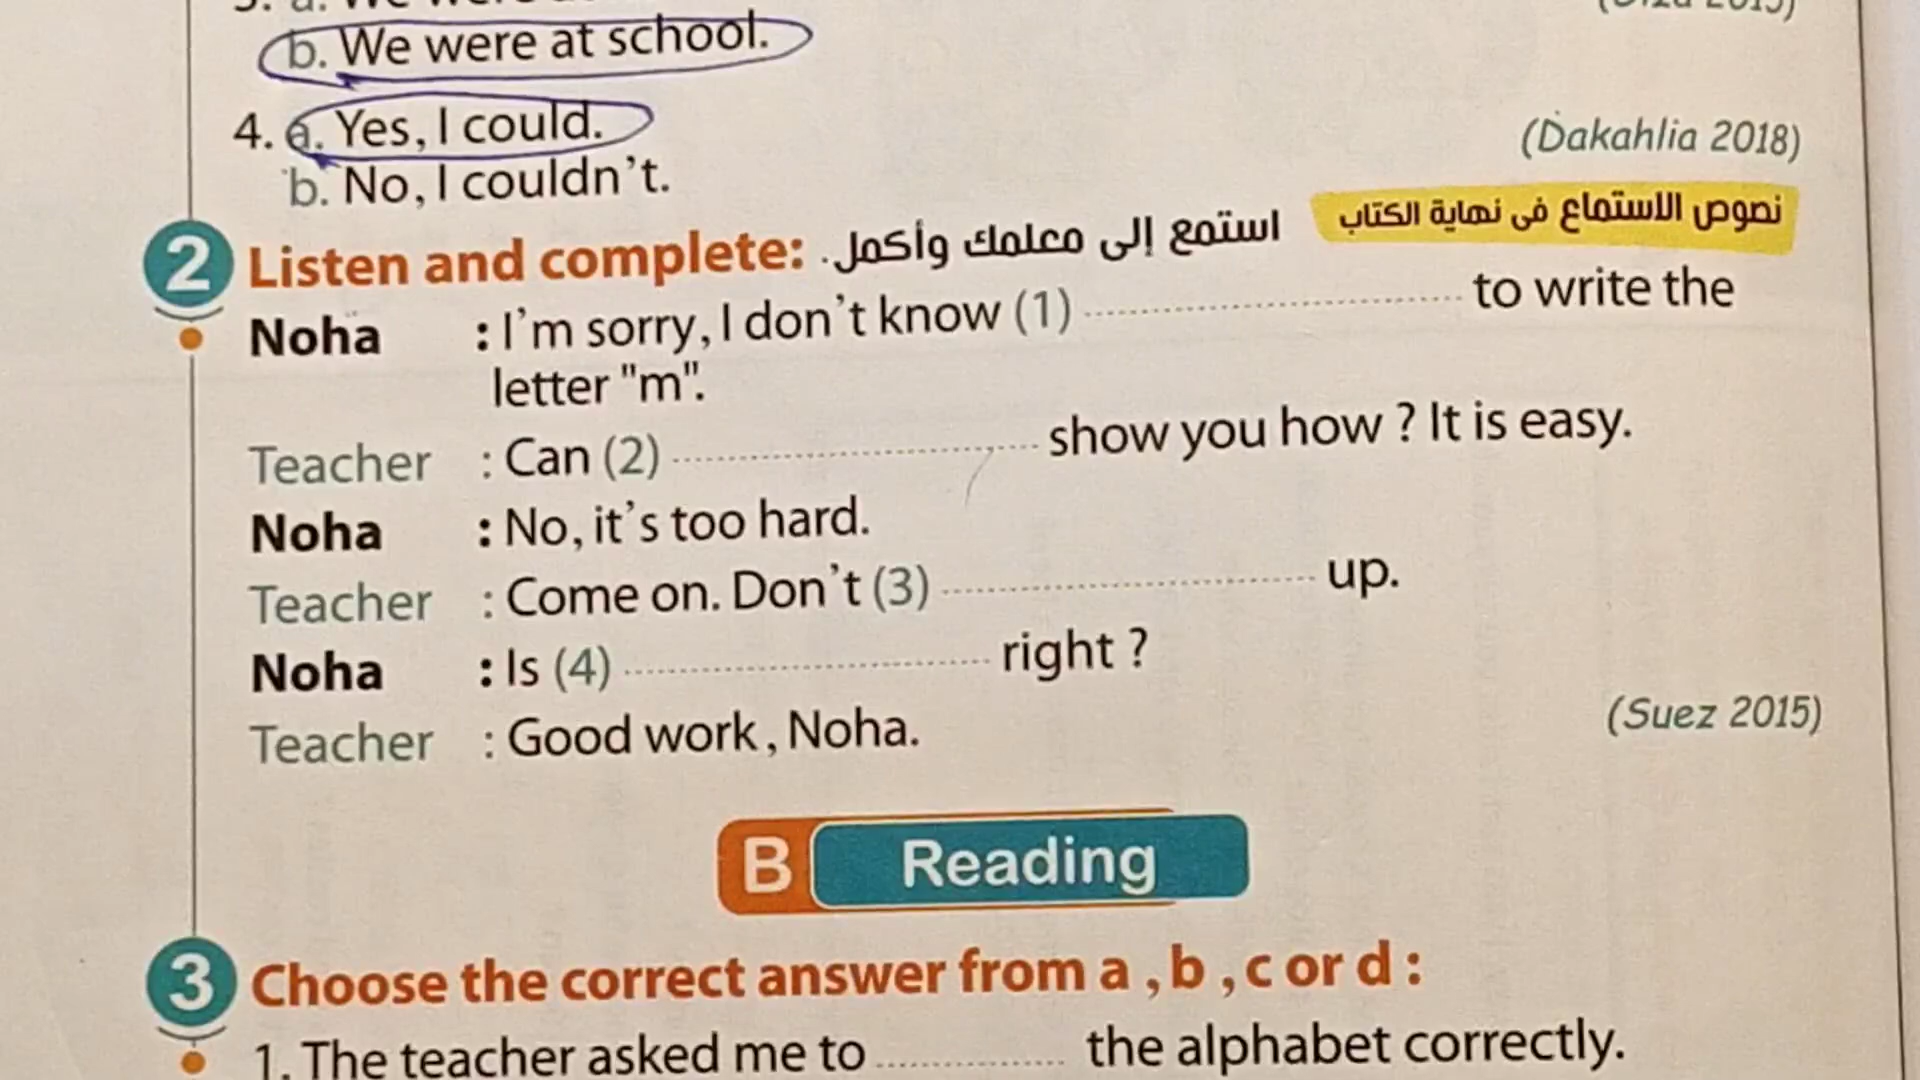 b. We were at school.
4. a. Yes, I could.
(Dakahlia 2018)
b. No, I couldn't.
نصوص الاستماع فى نهاية الكتاب
2 Listen and complete: استمع إلى معلمك وأكمل.
Noha : I'm sorry, I don't know (1) .......... to write the
letter "m".
Teacher : Can (2) .......... show you how ? It is easy.
Noha : No, it's too hard.
Teacher : Come on. Don't (3) .......... up.
Noha : Is (4) .......... right ?
Teacher : Good work, Noha.
(Suez 2015)
B Reading
3 Choose the correct answer from a , b , c or d :
1. The teacher asked me to .......... the alphabet correctly.